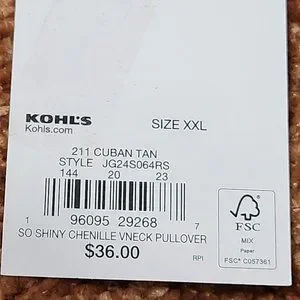 KOHL'S
Kohls.com
SIZE XXL
211 CUBAN TAN
STYLE JG24S064RS
144 20 23
1 96095 29268 7
SO SHINY CHENILLE VNECK PULLOVER
$36.00
RPI
FSC
MIX
Paper
FSC® C057361